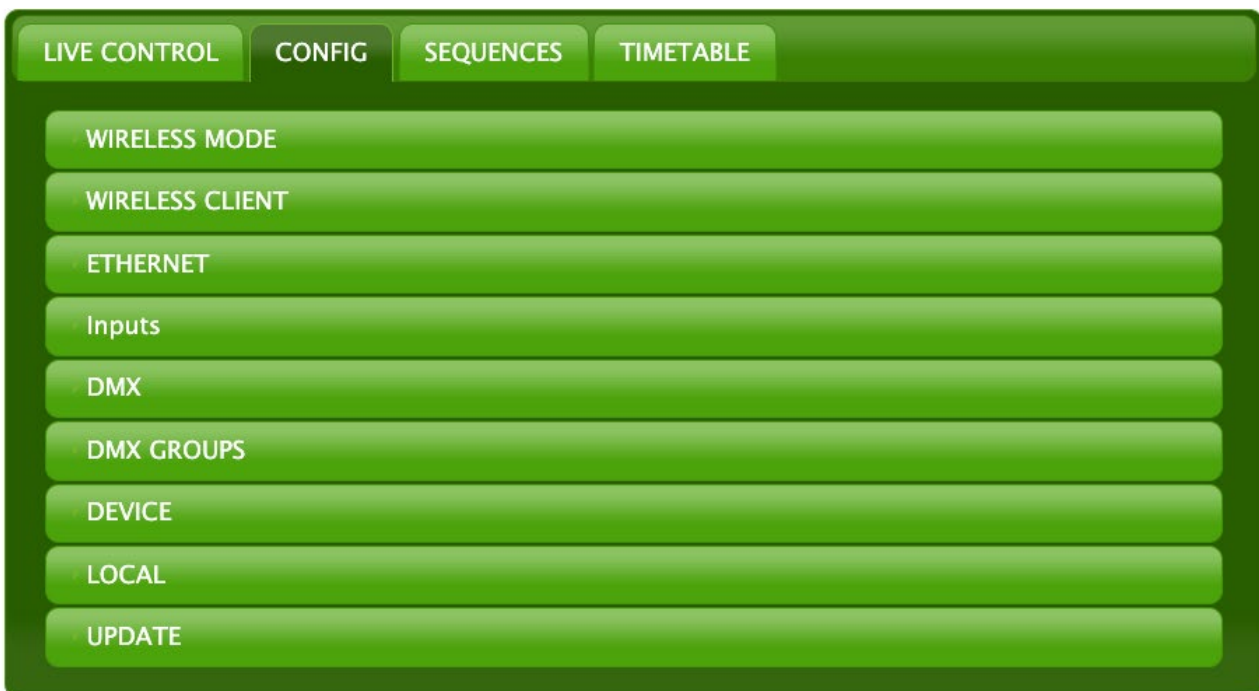 LIVE CONTROL CONFIG SEQUENCES TIMETABLE
WIRELESS MODE
WIRELESS CLIENT
ETHERNET
Inputs
DMX
DMX GROUPS
DEVICE
LOCAL
UPDATE